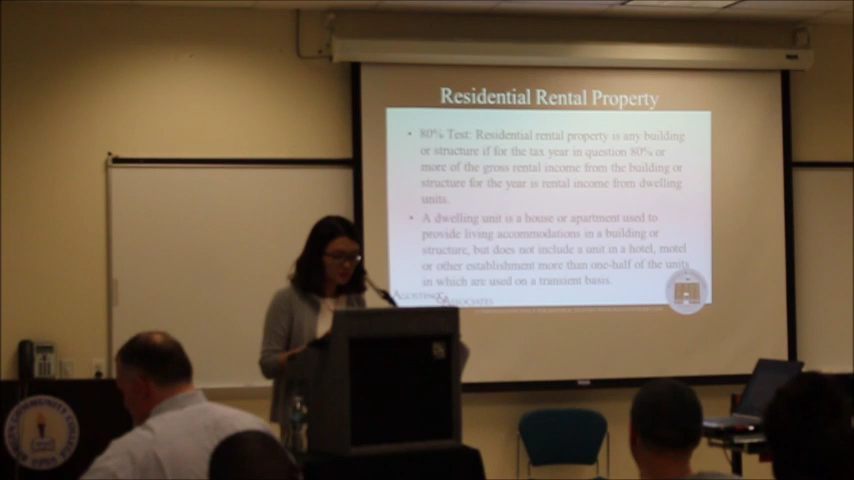 Residential Rental Property
• 80% Test: Residential rental property is any building
or structure if for the tax year in question 80% or
more of the gross rental income from the building or
structure for the year is rental income from dwelling
units.
• A dwelling unit is a house or apartment used to
provide living accommodations in a building or
structure, but does not include a unit in a hotel, motel
or other establishment more than one-half of the units
in which are used on a transient basis.
& ASSOCIATES
COMMUNITY COLLEGE